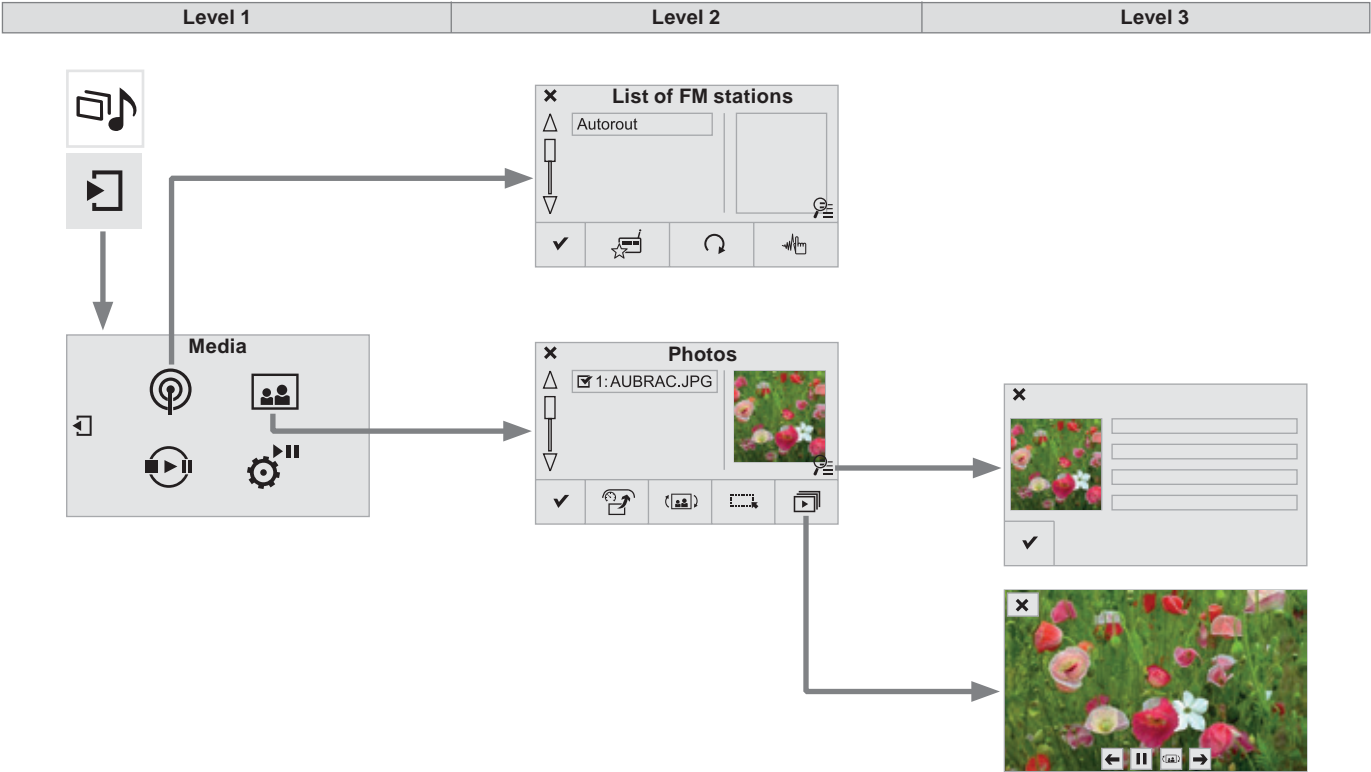 Level 1
Level 2
Level 3
List of FM stations
Autorout
Media
Photos
1: AUBRAC.JPG